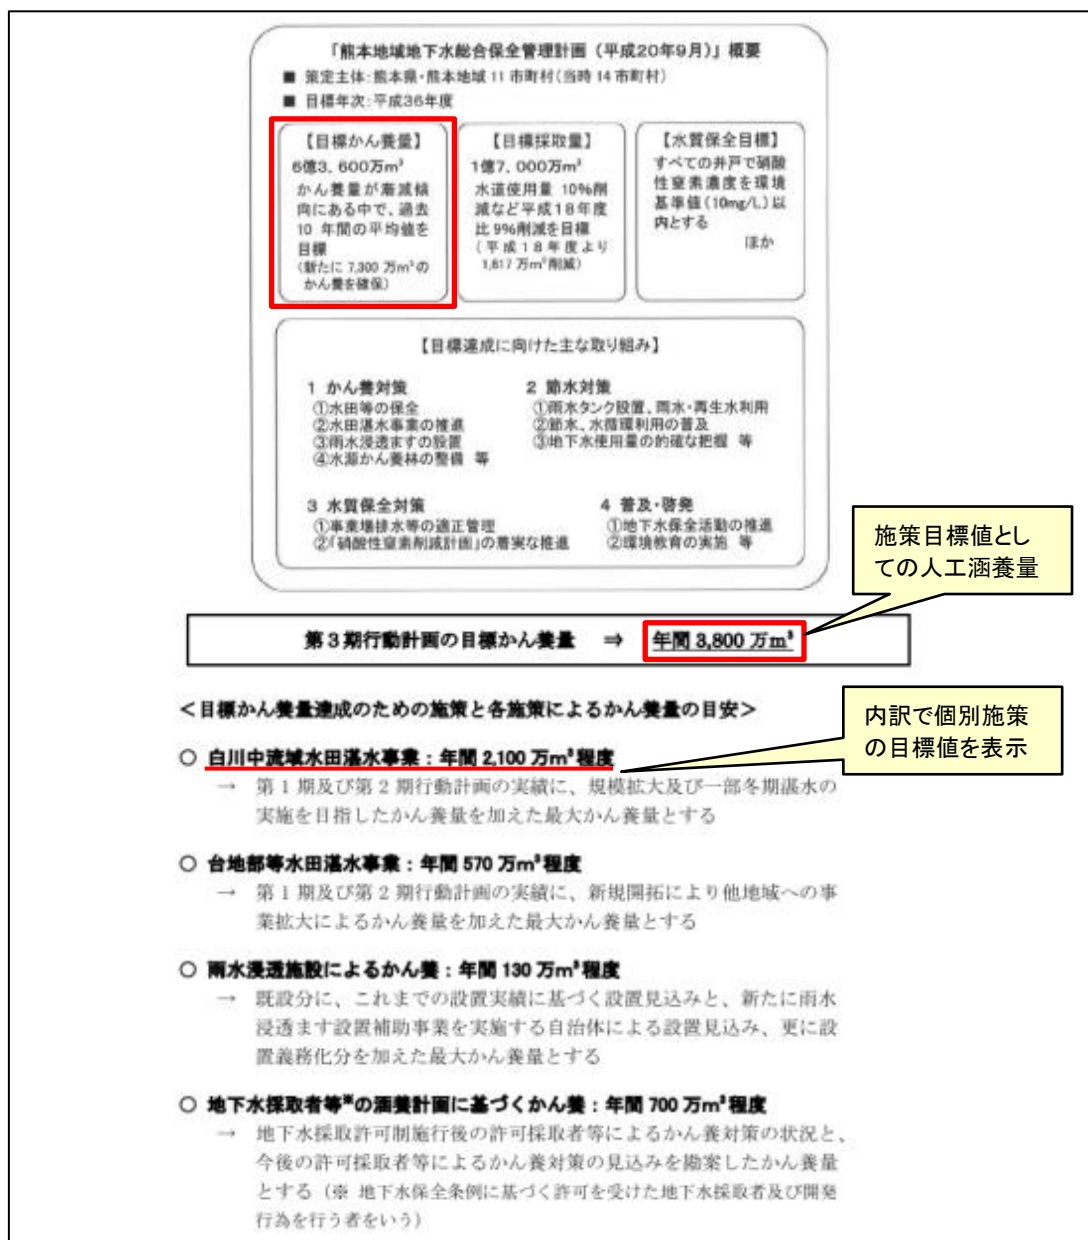 「熊本地域地下水総合保全管理計画（平成20年9月）」概要
■ 策定主体:熊本県・熊本地域 11 市町村(当時 14 市町村)
■ 目標年次:平成36年度
【目標かん養量】
6億3，600万m³
かん養量が漸減傾
向にある中で、過去
10 年間の平均値を
目標
(新たに 7,300 万m³の
かん養を確保)
【目標採取量】
1億7，000万m³
水道使用量 10%削
減など平成18年度
比 9%削減を目標
(平成18年度より
1,617 万m³削減)
【水質保全目標】
すべての井戸で硝酸
性窒素濃度を環境
基準値(10mg/L)以
内とする
ほか
【目標達成に向けた主な取り組み】
1 かん養対策
①水田等の保全
②水田湛水事業の推進
③雨水浸透ますの設置
④水源かん養林の整備 等
2 節水対策
①雨水タンク設置、雨水・再生水利用
②節水、水循環利用の普及
③地下水使用量の的確な把握 等
3 水質保全対策
①事業場排水等の適正管理
②「硝酸性窒素削減計画」の着実な推進
4 普及・啓発
①地下水保全活動の推進
②環境教育の実施 等
施策目標値とし
ての人工涵養量
第3期行動計画の目標かん養量 ⇒ 年間 3,800 万m³
＜目標かん養量達成のための施策と各施策によるかん養量の目安＞
内訳で個別施策
の目標値を表示
○ 白川中流域水田湛水事業：年間 2,100 万m³程度
→ 第1期及び第2期行動計画の実績に、規模拡大及び一部冬期湛水の
実施を目指したかん養量を加えた最大かん養量とする
○ 台地部等水田湛水事業：年間 570 万m³程度
→ 第1期及び第2期行動計画の実績に、新規開拓により他地域への事
業拡大によるかん養量を加えた最大かん養量とする
○ 雨水浸透施設によるかん養：年間 130 万m³程度
→ 既設分に、これまでの設置実績に基づく設置見込みと、新たに雨水
浸透ます設置補助事業を実施する自治体による設置見込み、更に設
置義務化分を加えた最大かん養量とする
○ 地下水採取者等※の涵養計画に基づくかん養：年間 700 万m³程度
→ 地下水採取許可制施行後の許可採取者等によるかん養対策の状況と、
今後の許可採取者等によるかん養対策の見込みを勘案したかん養量
とする（※ 地下水保全条例に基づく許可を受けた地下水採取者及び開発
行為を行う者をいう）